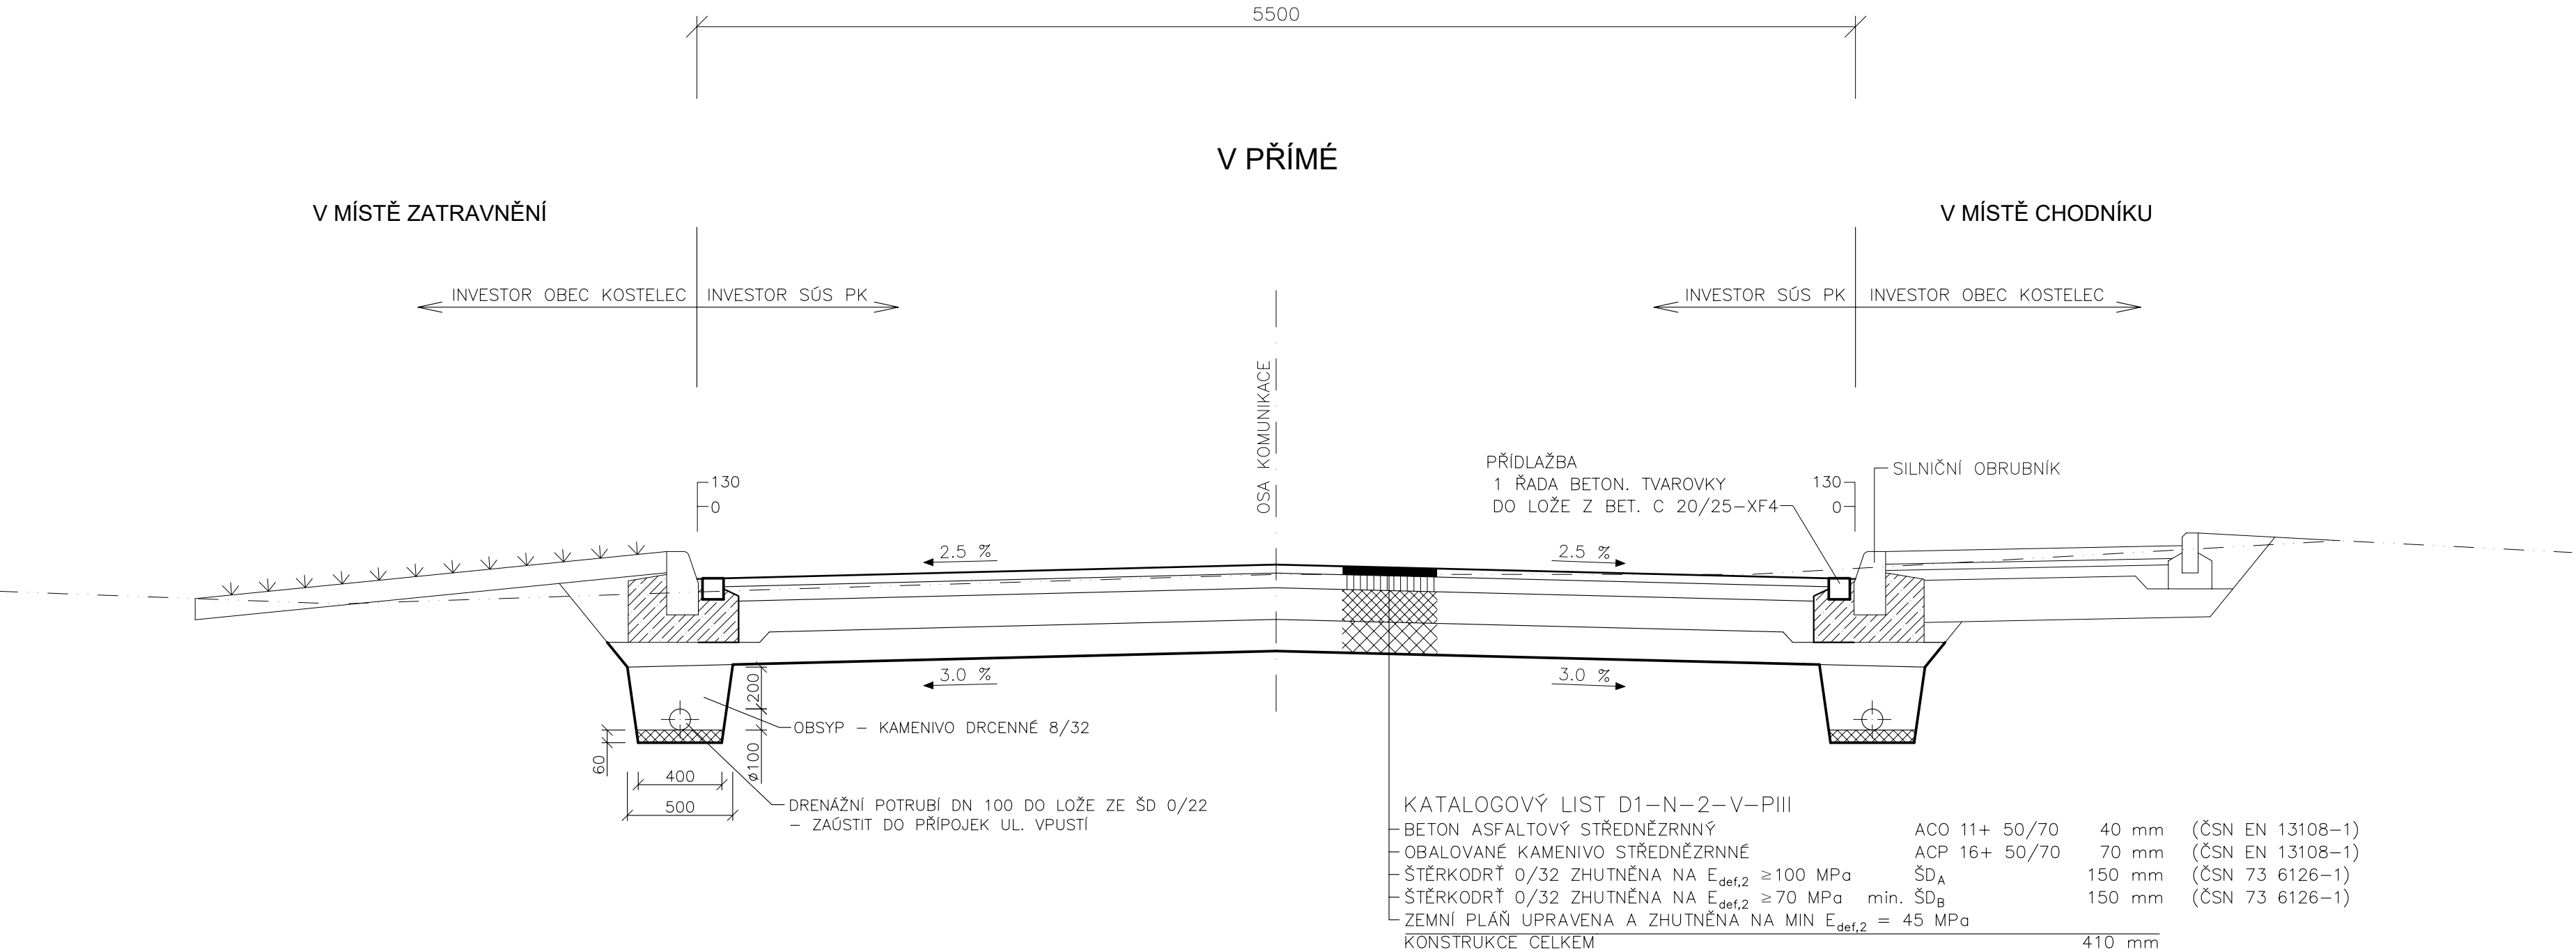 5500
V PŘÍMÉ
V MÍSTĚ ZATRAVNĚNÍ
V MÍSTĚ CHODNÍKU
INVESTOR OBEC KOSTELEC
INVESTOR SÚS PK
INVESTOR SÚS PK
INVESTOR OBEC KOSTELEC
OSA KOMUNIKACE
130
0
PŘÍDLAŽBA
1 ŘADA BETON. TVAROVKY
DO LOŽE Z BET. C 20/25-XF4
130
0
SILNIČNÍ OBRUBNÍK
2.5 %
2.5 %
3.0 %
3.0 %
200
ø100
60
400
500
OBSYP - KAMENIVO DRCENNÉ 8/32
DRENÁŽNÍ POTRUBÍ DN 100 DO LOŽE ZE ŠD 0/22
- ZAÚSTIT DO PŘÍPOJEK UL. VPUSTÍ
KATALOGOVÝ LIST D1-N-2-V-PIII
BETON ASFALTOVÝ STŘEDNĚZRNNÝ ACO 11+ 50/70 40 mm (ČSN EN 13108-1)
OBALOVANÉ KAMENIVO STŘEDNĚZRNNÉ ACP 16+ 50/70 70 mm (ČSN EN 13108-1)
ŠTĚRKODRŤ 0/32 ZHUTNĚNA NA Edef,2 ≥100 MPa ŠDA 150 mm (ČSN 73 6126-1)
ŠTĚRKODRŤ 0/32 ZHUTNĚNA NA Edef,2 ≥70 MPa min. ŠDB 150 mm (ČSN 73 6126-1)
ZEMNÍ PLÁŇ UPRAVENA A ZHUTNĚNA NA MIN Edef,2 = 45 MPa
KONSTRUKCE CELKEM 410 mm